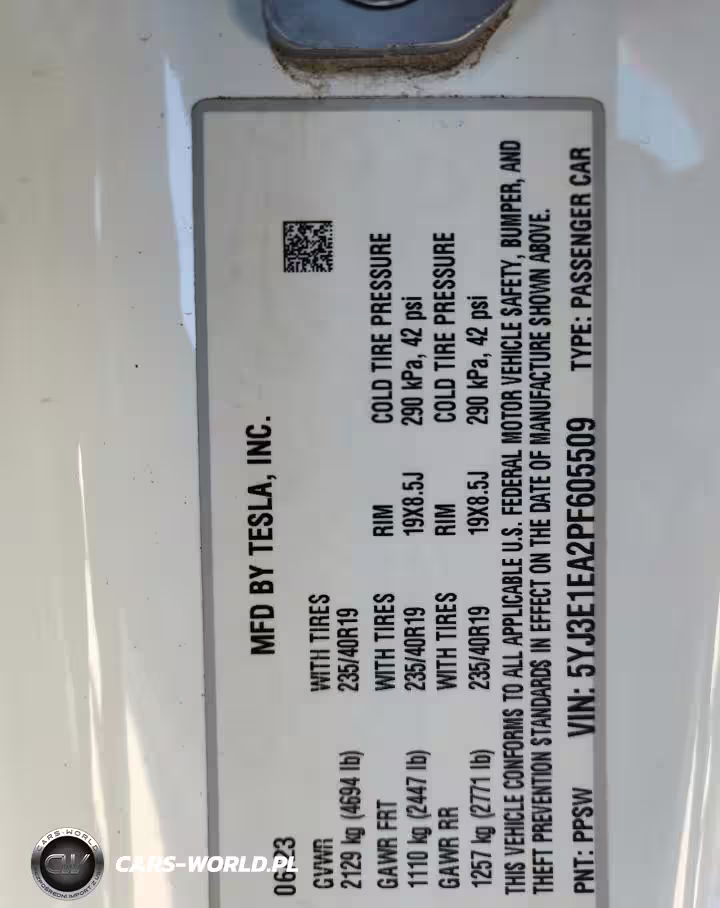 MFD BY TESLA, INC.
06/23
GVWR WITH TIRES
2129 kg (4694 lb) 235/40R19
GAWR FRT WITH TIRES RIM COLD TIRE PRESSURE
1110 kg (2447 lb) 235/40R19 19X8.5J 290 kPa, 42 psi
GAWR RR WITH TIRES RIM COLD TIRE PRESSURE
1257 kg (2771 lb) 235/40R19 19X8.5J 290 kPa, 42 psi
THIS VEHICLE CONFORMS TO ALL APPLICABLE U.S. FEDERAL MOTOR VEHICLE SAFETY, BUMPER, AND
THEFT PREVENTION STANDARDS IN EFFECT ON THE DATE OF MANUFACTURE SHOWN ABOVE.
PNT: PPSW VIN: 5YJ3E1EA2PF605509 TYPE: PASSENGER CAR
CARS-WORLD
CW
CARS-WORLD.PL